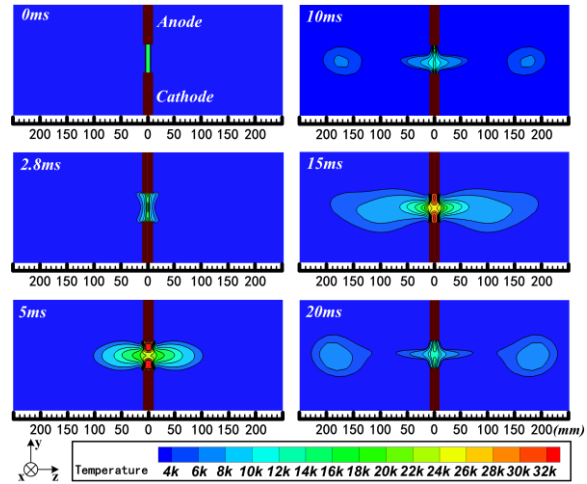 0ms
Anode
Cathode
200 150 100 50 0 50 100 150 200
10ms
200 150 100 50 0 50 100 150 200
2.8ms
200 150 100 50 0 50 100 150 200
15ms
200 150 100 50 0 50 100 150 200
5ms
200 150 100 50 0 50 100 150 200
20ms
200 150 100 50 0 50 100 150 200 (mm)
y
x z
Temperature
4k 6k 8k 10k 12k 14k 16k 18k 20k 22k 24k 26k 28k 30k 32k